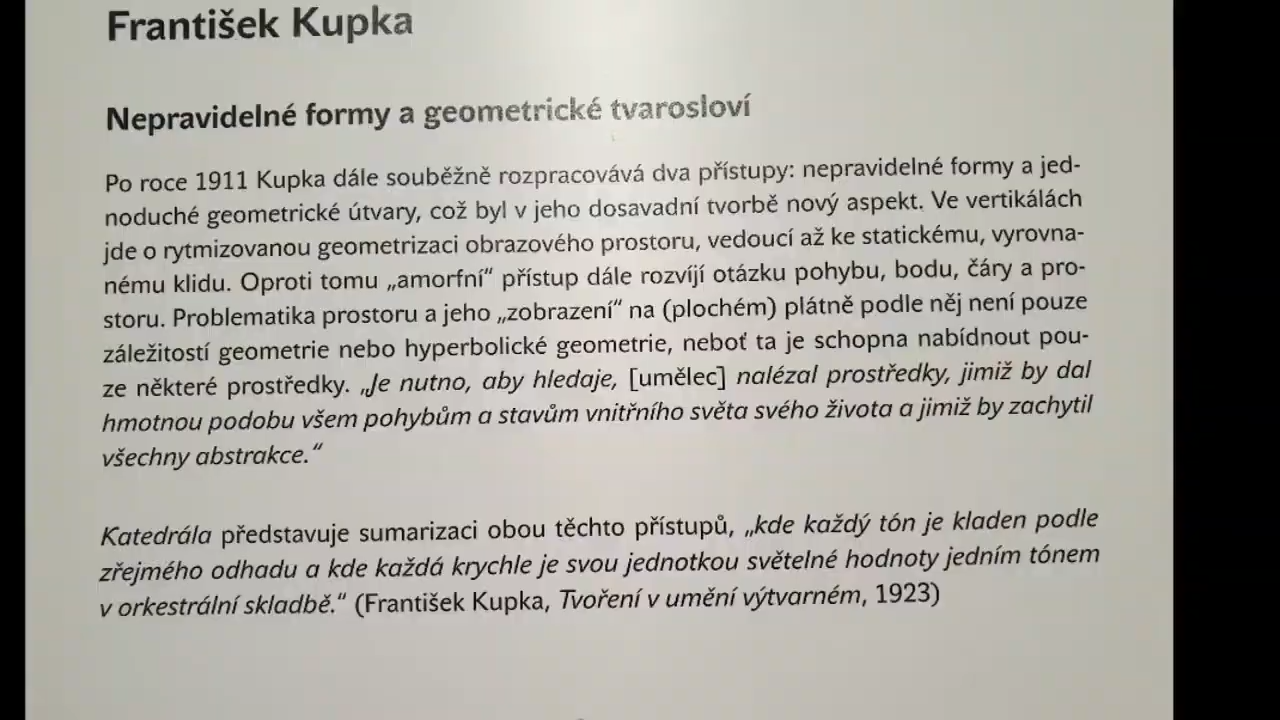 František Kupka
Nepravidelné formy a geometrické tvarosloví
Po roce 1911 Kupka dále souběžně rozpracovává dva přístupy: nepravidelné formy a jed-
noduché geometrické útvary, což byl v jeho dosavadní tvorbě nový aspekt. Ve vertikálách
jde o rytmizovanou geometrizaci obrazového prostoru, vedoucí až ke statickému, vyrovna-
nému klidu. Oproti tomu „amorfní“ přístup dále rozvíjí otázku pohybu, bodu, čáry a pro-
storu. Problematika prostoru a jeho „zobrazení“ na (plochém) plátně podle něj není pouze
záležitostí geometrie nebo hyperbolické geometrie, neboť ta je schopna nabídnout pou-
ze některé prostředky. „Je nutno, aby hledaje, [umělec] nalézal prostředky, jimiž by dal
hmotnou podobu všem pohybům a stavům vnitřního světa svého života a jimiž by zachytil
všechny abstrakce.“
Katedrála představuje sumarizaci obou těchto přístupů, „kde každý tón je kladen podle
zřejmého odhadu a kde každá krychle je svou jednotkou světelné hodnoty jedním tónem
v orkestrální skladbě.“ (František Kupka, Tvoření v umění výtvarném, 1923)